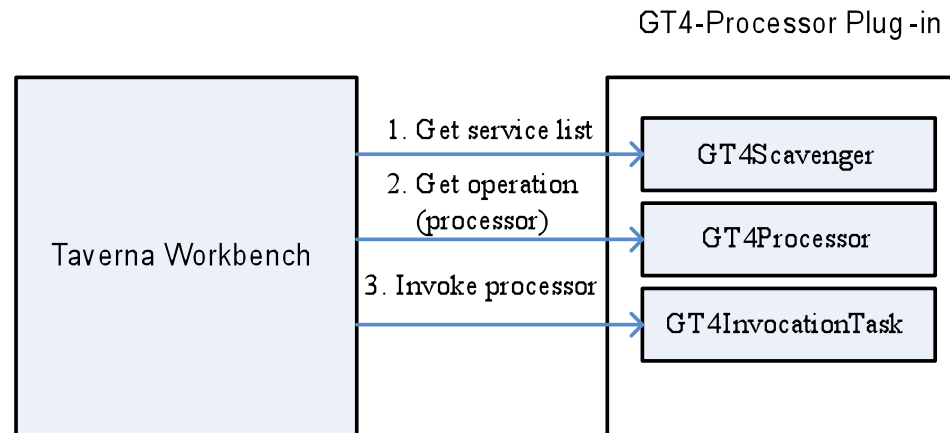 GT4-Processor Plug-in
1. Get service list
GT4Scavenger
2. Get operation
(processor)
GT4Processor
Taverna Workbench
3. Invoke processor
GT4InvocationTask